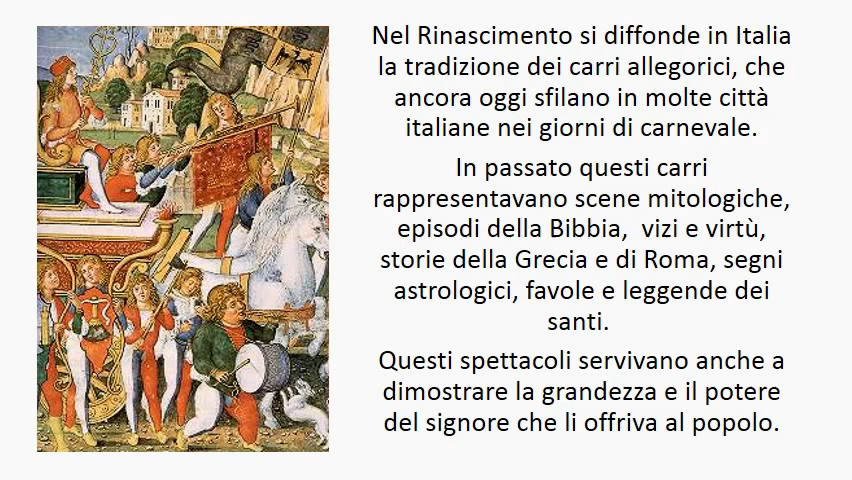 Nel Rinascimento si diffonde in Italia
la tradizione dei carri allegorici, che
ancora oggi sfilano in molte città
italiane nei giorni di carnevale.
In passato questi carri
rappresentavano scene mitologiche,
episodi della Bibbia,  vizi e virtù,
storie della Grecia e di Roma, segni
astrologici, favole e leggende dei
santi.
Questi spettacoli servivano anche a
dimostrare la grandezza e il potere
del signore che li offriva al popolo.